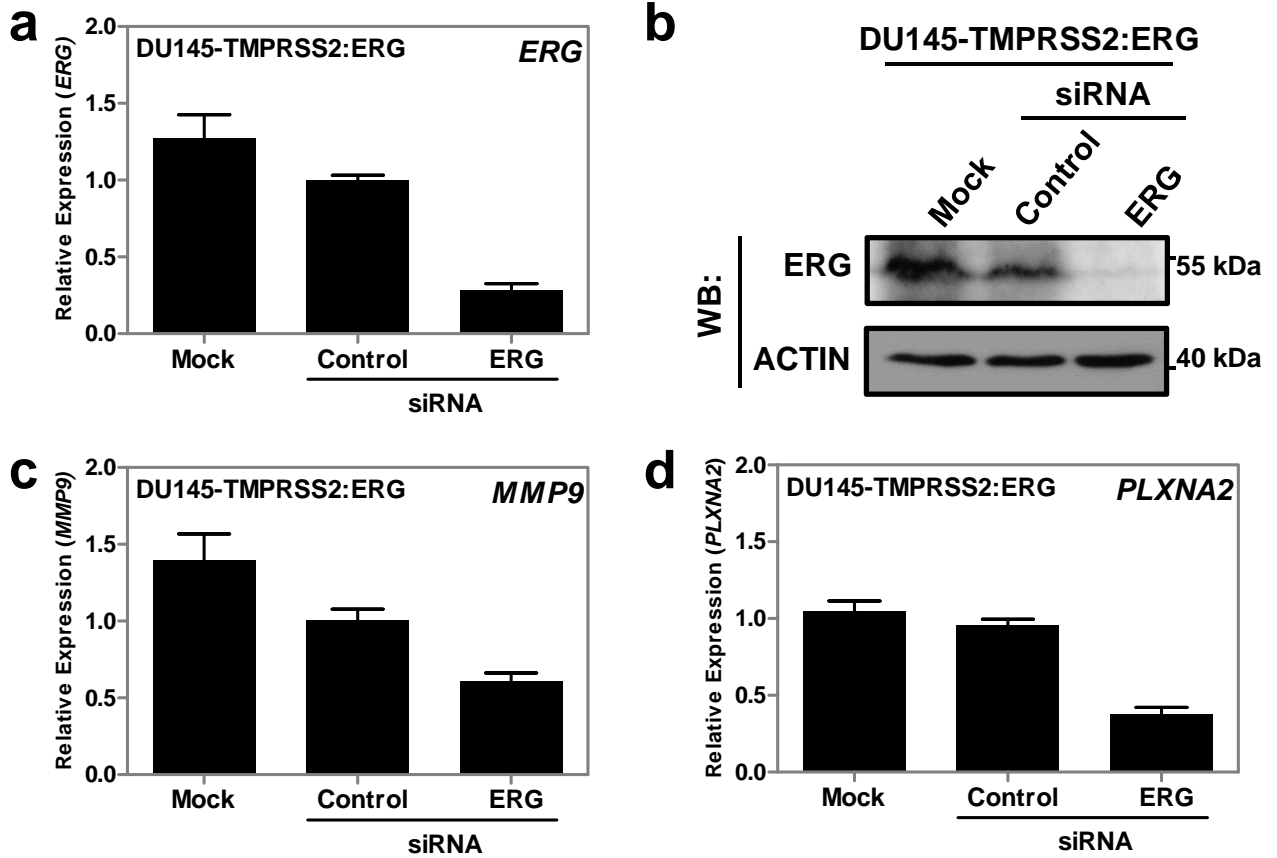 a
DU145-TMPRSS2:ERG
ERG
Relative Expression (ERG)
2.0
1.5
1.0
0.5
0.0
Mock
Control
ERG
siRNA
b
DU145-TMPRSS2:ERG
siRNA
Mock
Control
ERG
WB:
ERG
55 kDa
ACTIN
40 kDa
c
DU145-TMPRSS2:ERG
MMP9
Relative Expression (MMP9)
2.0
1.5
1.0
0.5
0.0
Mock
Control
ERG
siRNA
d
DU145-TMPRSS2:ERG
PLXNA2
Relative Expression (PLXNA2)
2.0
1.5
1.0
0.5
0.0
Mock
Control
ERG
siRNA